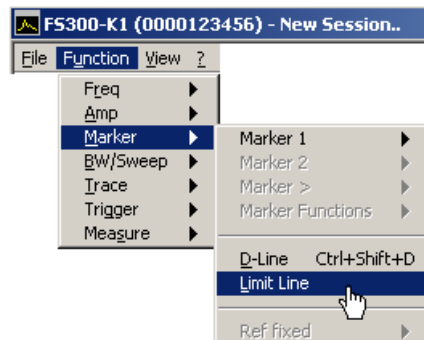 FS300-K1 (0000123456) - New Session..
File Function View ?
Freq
Amp
Marker
BW/Sweep
Trace
Trigger
Measure
Marker 1
Marker 2
Marker >
Marker Functions
D-Line Ctrl+Shift+D
Limit Line
Ref fixed